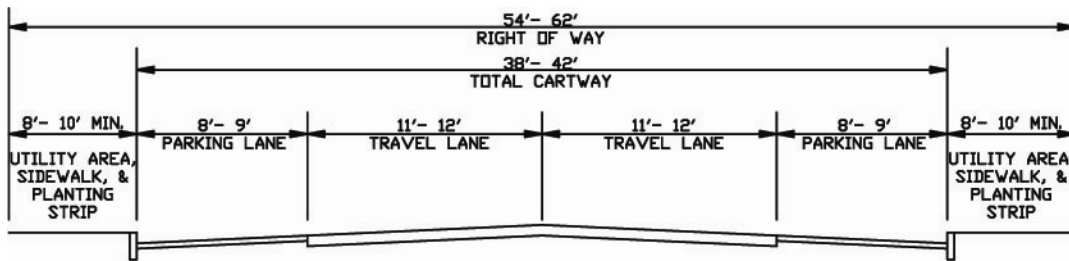 54'- 62'
RIGHT OF WAY
38'- 42'
TOTAL CARTWAY
8'- 10' MIN.
8'- 9'
11'- 12'
11'- 12'
8'- 9'
8'- 10' MIN.
PARKING LANE
TRAVEL LANE
TRAVEL LANE
PARKING LANE
UTILITY AREA,
SIDEWALK, &
PLANTING
STRIP
UTILITY AREA,
SIDEWALK, &
PLANTING
STRIP